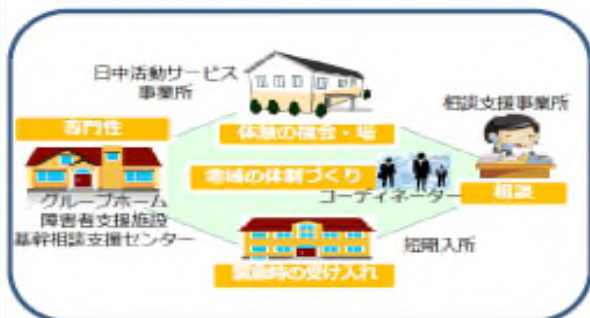 日中活動サービス
事業所
体験の機会・場
相談支援事業所
専門性
地域の体制づくり
コーディネーター
相談
グループホーム
障害者支援施設
基幹相談支援センター
短期入所
緊急時の受け入れ